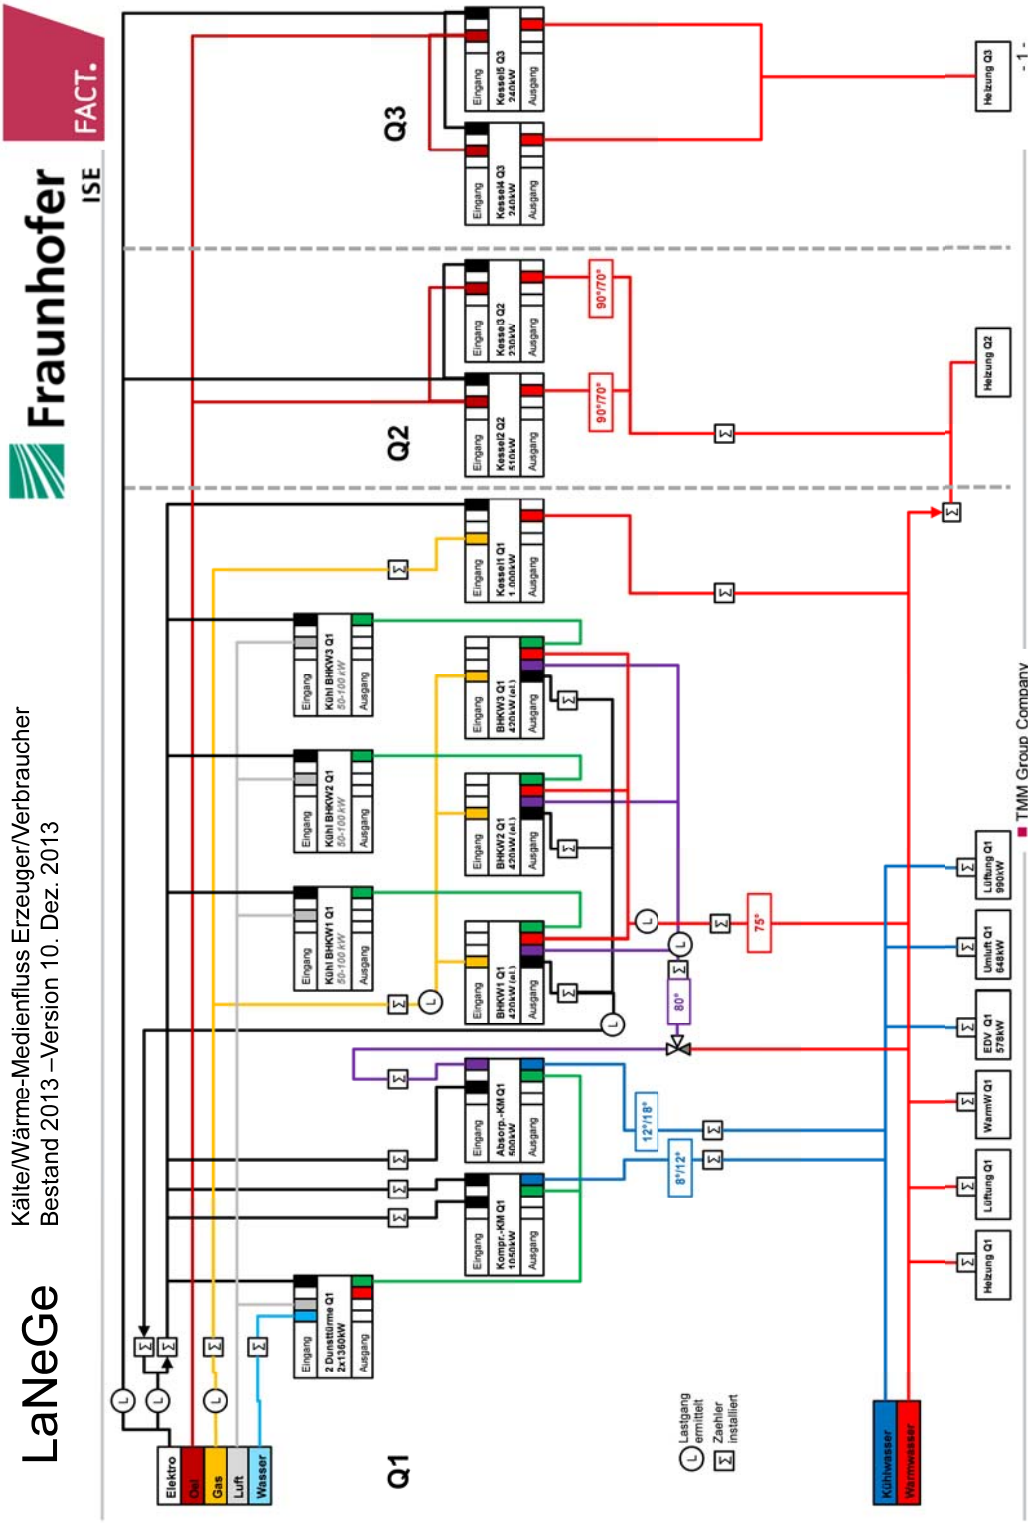 LaNeGe
Kälte/Wärme-Medienfluss Erzeuger/Verbraucher
Bestand 2013 –Version 10. Dez. 2013
Fraunhofer
ISE
FACT.
Elektro
Oel
Gas
Luft
Wasser
L
L
L
Σ
Σ
Σ
Σ
Q1
Q2
Q3
Eingang
2 Dunsttürme Q1
2x1360kW
Ausgang
Eingang
Kühl BHKW1 Q1
50-100 kW
Ausgang
Eingang
Kühl BHKW2 Q1
50-100 kW
Ausgang
Eingang
Kühl BHKW3 Q1
50-100 kW
Ausgang
Σ
Σ
Σ
Σ
Σ
L
Σ
Eingang
Kompr.-KM Q1
1050kW
Ausgang
Eingang
Absorp.-KM Q1
500kW
Ausgang
Eingang
BHKW1 Q1
420kW (el.)
Ausgang
Eingang
BHKW2 Q1
420kW (el.)
Ausgang
Eingang
BHKW3 Q1
420kW (el.)
Ausgang
Eingang
Kessel1 Q1
1.000kW
Ausgang
Eingang
Kessel2 Q2
510kW
Ausgang
Eingang
Kessel3 Q2
230kW
Ausgang
Eingang
Kessel4 Q3
240kW
Ausgang
Eingang
Kessel5 Q3
240kW
Ausgang
Σ
Σ
Σ
L
90°/70°
90°/70°
12°/18°
8°/12°
80°
Σ
L
L
Σ
75°
Σ
Σ
Σ
Σ
L
Lastgang
ermittelt
Σ
Zaehler
installiert
Kühlwasser
Warmwasser
Σ
Σ
Σ
Σ
Σ
Σ
Σ
Heizung Q1
Lüftung Q1
WarmW Q1
EDV Q1
578kW
Umluft Q1
648kW
Lüftung Q1
990kW
Heizung Q2
Heizung Q3
TMM Group Company
- 1 -